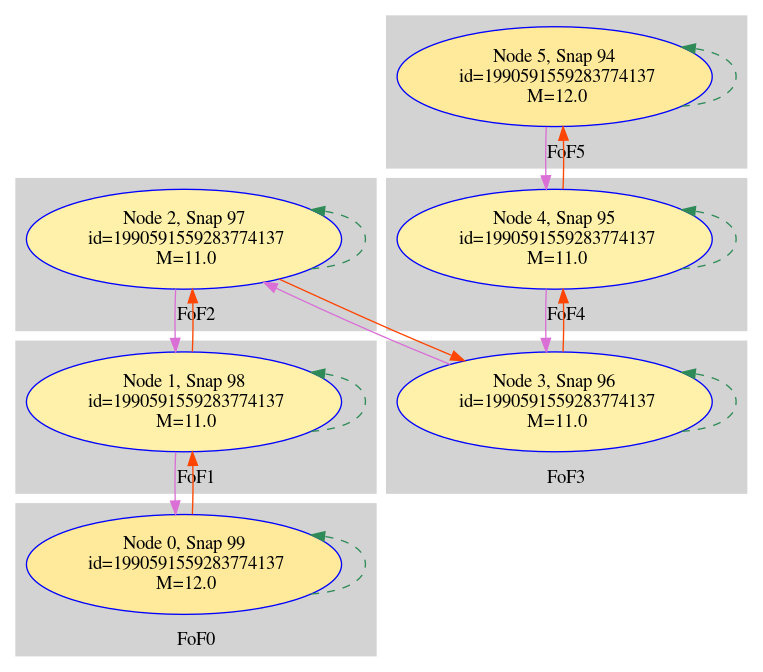 Node 5, Snap 94
id=1990591559283774137
M=12.0
FoF5
Node 2, Snap 97
id=1990591559283774137
M=11.0
FoF2
Node 4, Snap 95
id=1990591559283774137
M=11.0
FoF4
Node 1, Snap 98
id=1990591559283774137
M=11.0
FoF1
Node 3, Snap 96
id=1990591559283774137
M=11.0
FoF3
Node 0, Snap 99
id=1990591559283774137
M=12.0
FoF0